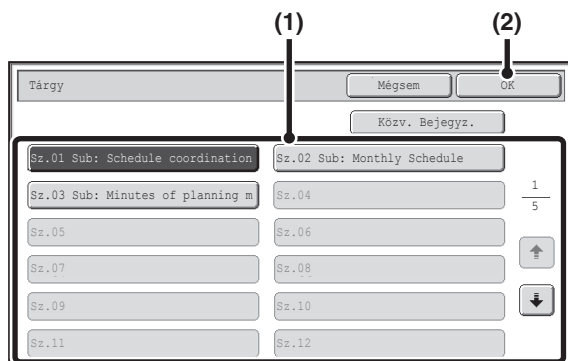 (1) (2)
Tárgy Mégsem OK
Közv. Bejegyz.
Sz.01 Sub: Schedule coordination Sz.02 Sub: Monthly Schedule
Sz.03 Sub: Minutes of planning m Sz.04
1
5
Sz.05 Sz.06
Sz.07 Sz.08
Sz.09 Sz.10
Sz.11 Sz.12